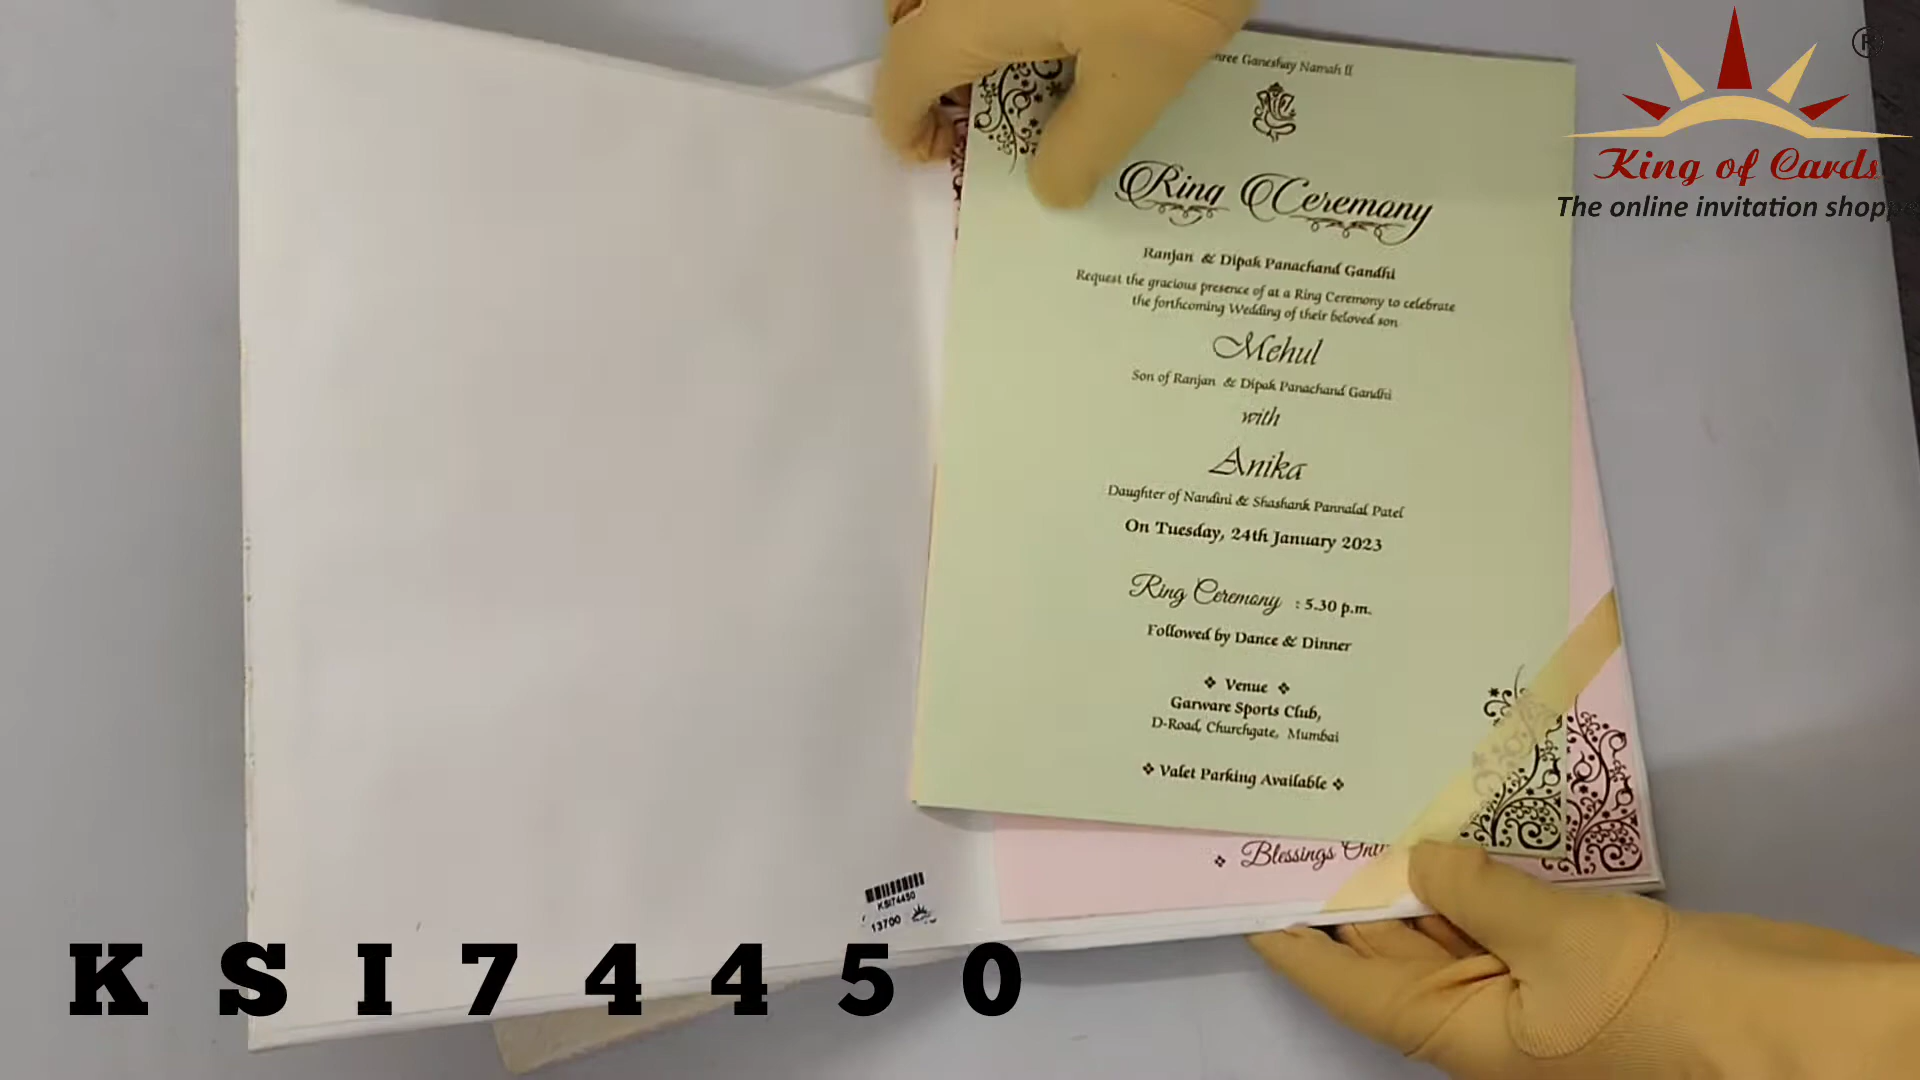 Ganeshay Namah ll
Ring Ceremony
Ranjan & Dipak Panachand Gandhi
Request the gracious presence of at a Ring Ceremony to celebrate
the forthcoming Wedding of their beloved son
Mehul
Son of Ranjan & Dipak Panachand Gandhi
with
Anika
Daughter of Nandini & Shashank Pannalal Patel
On Tuesday, 24th January 2023
Ring Ceremony : 5.30 p.m.
Followed by Dance & Dinner
❖ Venue ❖
Garware Sports Club,
D-Road, Churchgate, Mumbai
❖ Valet Parking Available ❖
❖ Blessings
KSI74450
13700
KSI74450
®
King of Cards
The online invitation shoppe